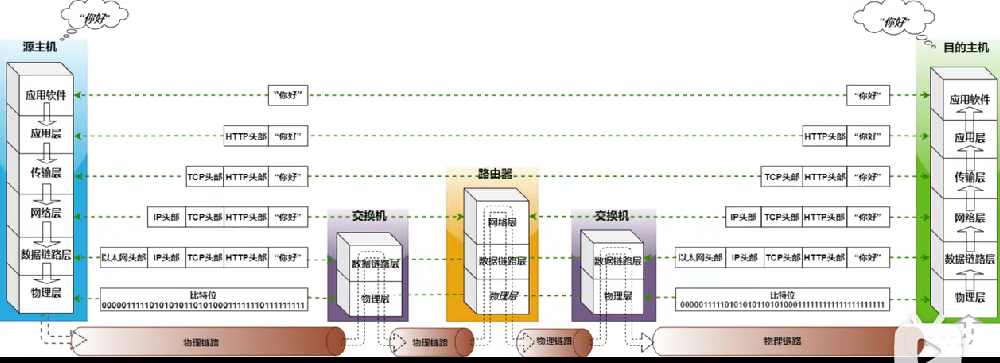 “你好”
“你好”
源主机
目的主机
应用软件
“你好”
“你好”
应用软件
应用层
HTTP头部 “你好”
HTTP头部 “你好”
应用层
传输层
TCP头部 HTTP头部 “你好”
路由器
TCP头部 HTTP头部 “你好”
传输层
网络层
IP头部 TCP头部 HTTP头部 “你好”
交换机
网络层
交换机
IP头部 TCP头部 HTTP头部 “你好”
网络层
数据链路层
以太网头部 IP头部 TCP头部 HTTP头部 “你好”
数据链路层
数据链路层
数据链路层
以太网头部 IP头部 TCP头部 HTTP头部 “你好”
数据链路层
物理层
比特位
物理层
物理层
物理层
比特位
物理层
物理链路
物理链路
物理链路
物理链路